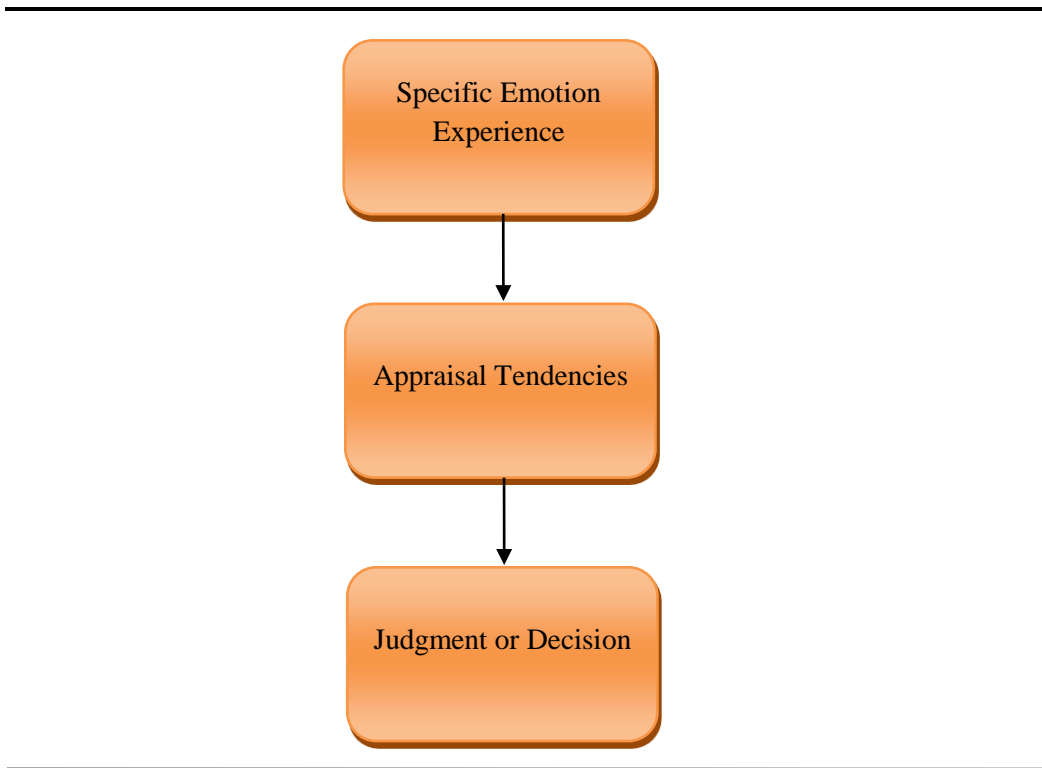 Specific Emotion
Experience
Appraisal Tendencies
Judgment or Decision